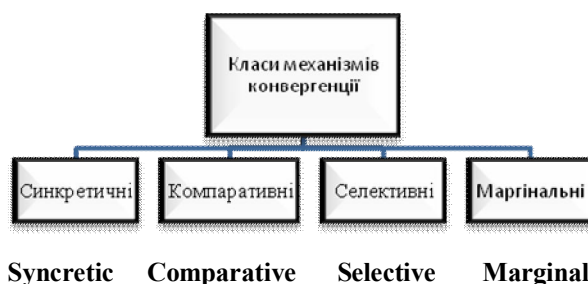 Класи механізмів
конвергенції
Синкретичні Компаративні Селективні Маргінальні
Syncretic Comparative Selective Marginal